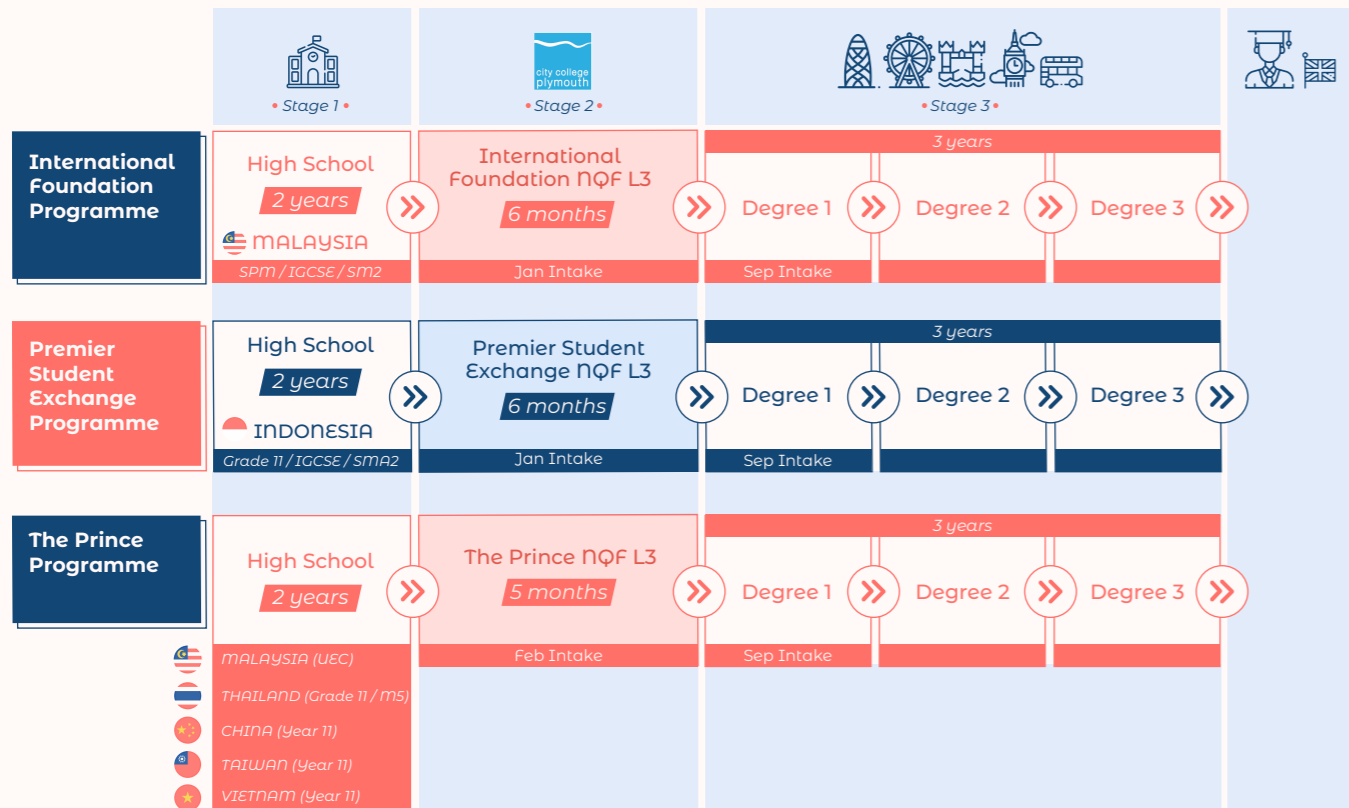 city college
plymouth
• Stage 1 •
• Stage 2 •
• Stage 3 •
International
Foundation
Programme
High School
2 years
MALAYSIA
SPM / IGCSE / SM2
International
Foundation NQF L3
6 months
Jan Intake
3 years
Degree 1
Degree 2
Degree 3
Sep Intake
Premier
Student
Exchange
Programme
High School
2 years
INDONESIA
Grade 11 / IGCSE / SMA2
Premier Student
Exchange NQF L3
6 months
Jan Intake
3 years
Degree 1
Degree 2
Degree 3
Sep Intake
The Prince
Programme
High School
2 years
MALAYSIA (UEC)
THAILAND (Grade 11 / M5)
CHINA (Year 11)
TAIWAN (Year 11)
VIETNAM (Year 11)
The Prince NQF L3
5 months
Feb Intake
3 years
Degree 1
Degree 2
Degree 3
Sep Intake